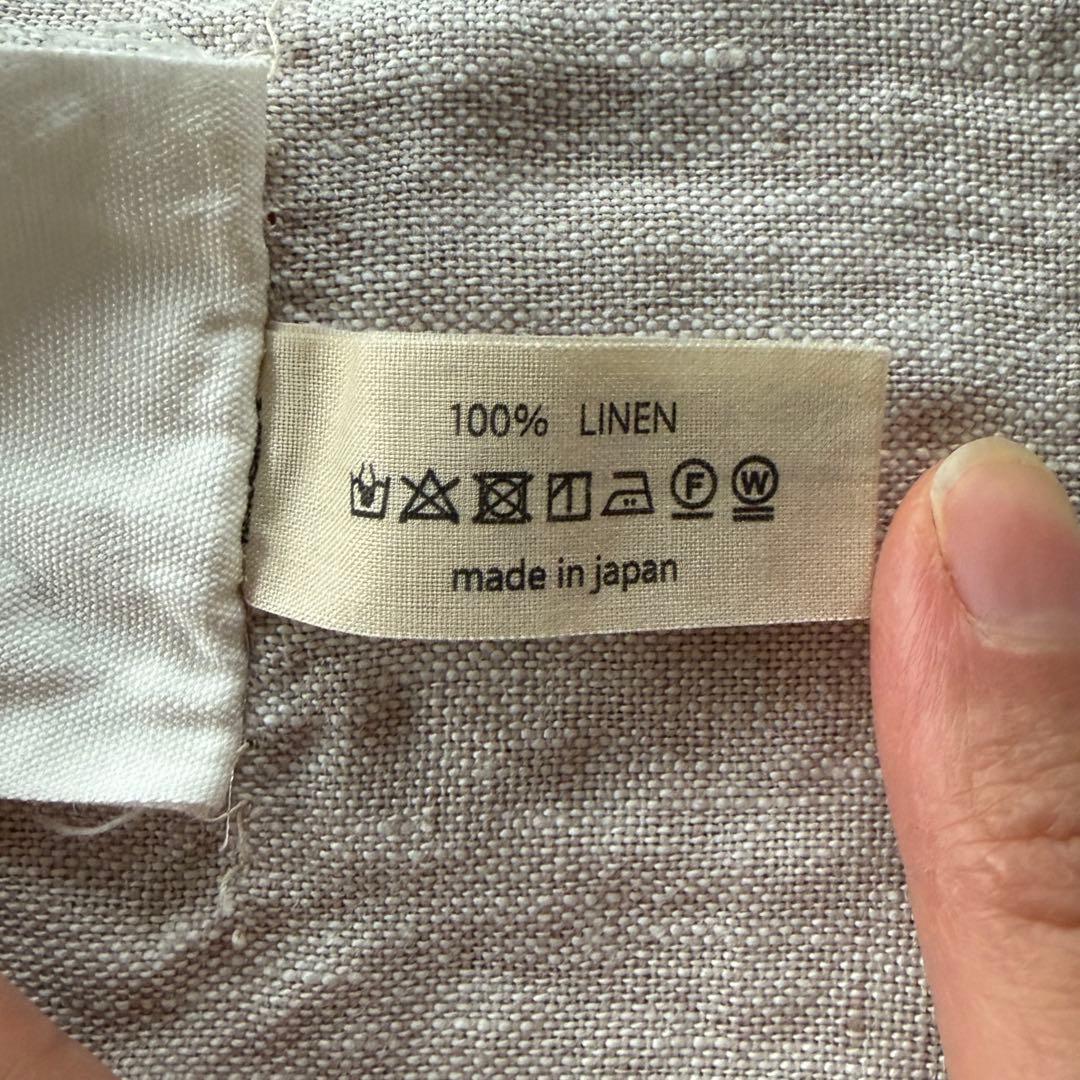 100% LINEN
F W
made in japan